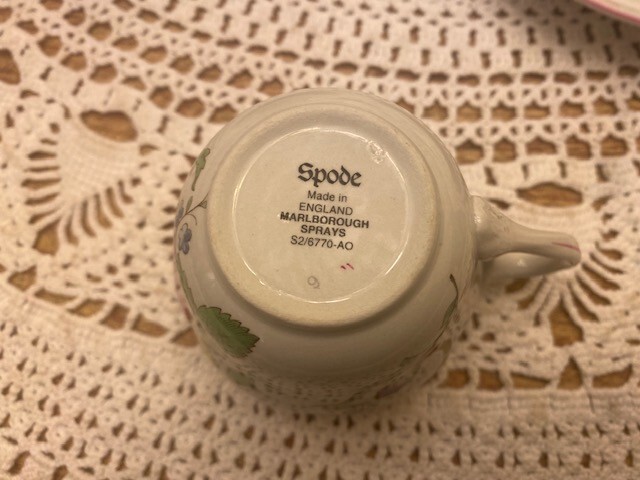 Spode
Made in
ENGLAND
MARLBOROUGH
SPRAYS
S2/6770-AO